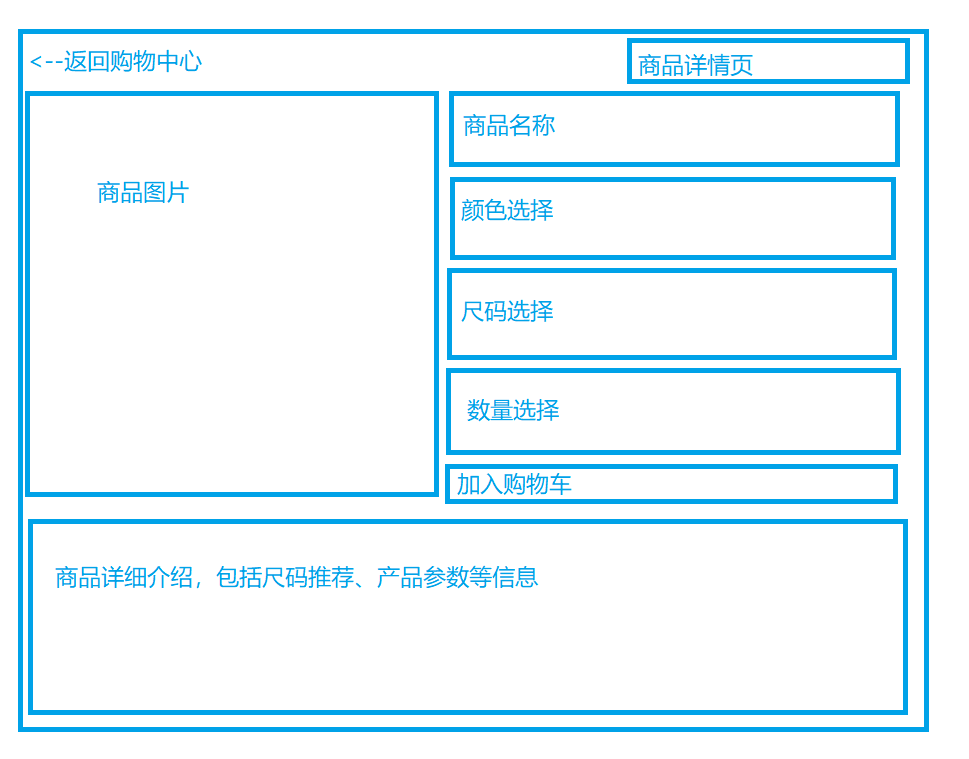 <--返回购物中心
商品详情页
商品图片
商品名称
颜色选择
尺码选择
数量选择
加入购物车
商品详细介绍，包括尺码推荐、产品参数等信息